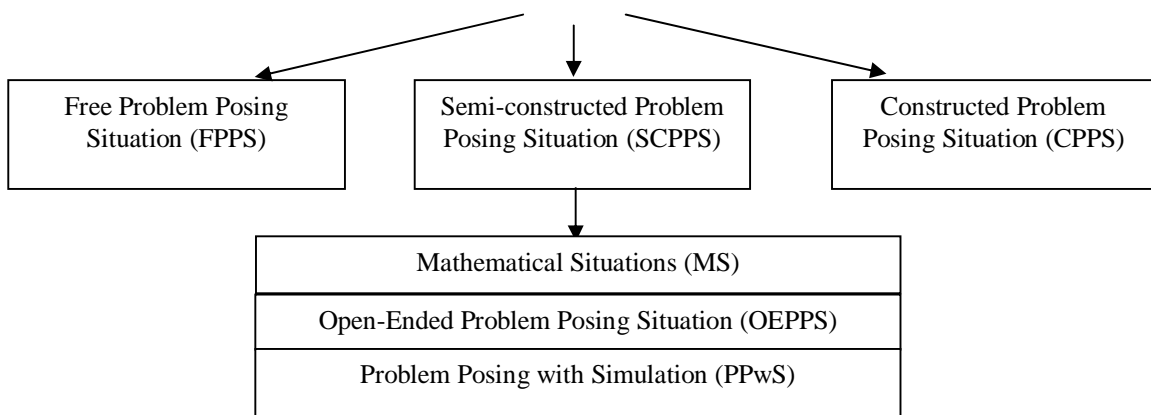 Free Problem Posing
Situation (FPPS)
Semi-constructed Problem
Posing Situation (SCPPS)
Constructed Problem
Posing Situation (CPPS)
Mathematical Situations (MS)
Open-Ended Problem Posing Situation (OEPPS)
Problem Posing with Simulation (PPwS)